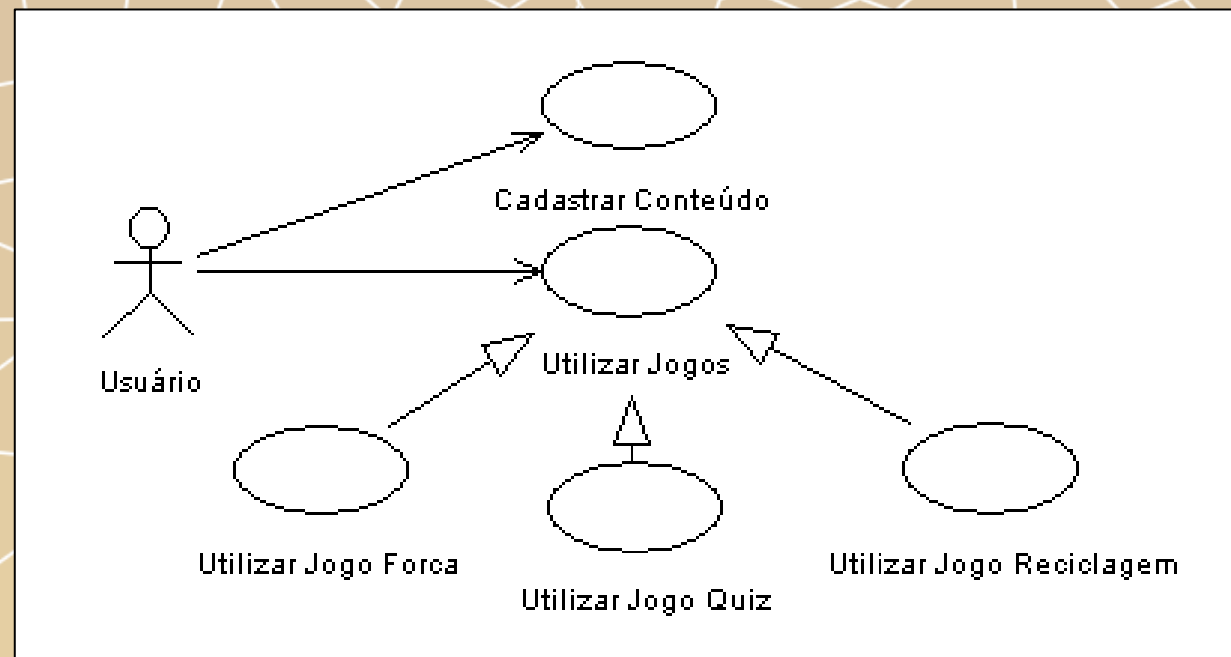 Cadastrar Conteúdo
Utilizar Jogos
Usuário
Utilizar Jogo Forca
Utilizar Jogo Quiz
Utilizar Jogo Reciclagem